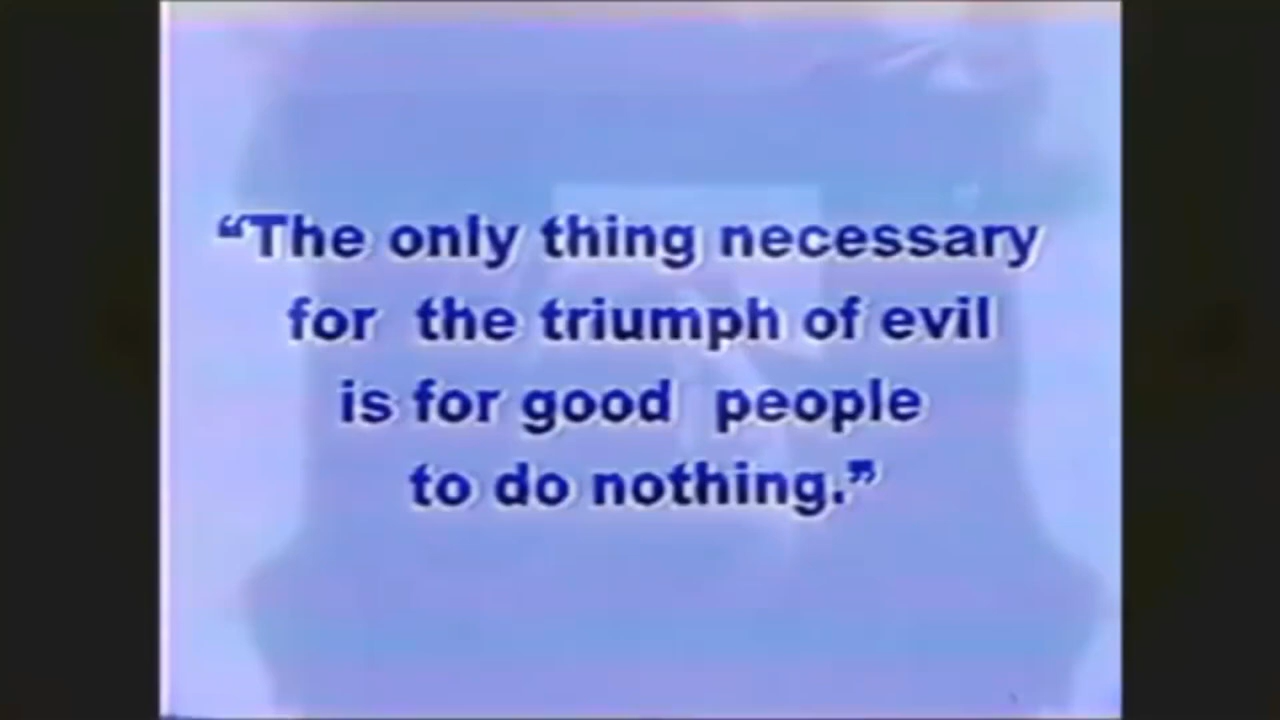 “The only thing necessary
for the triumph of evil
is for good people
to do nothing.”